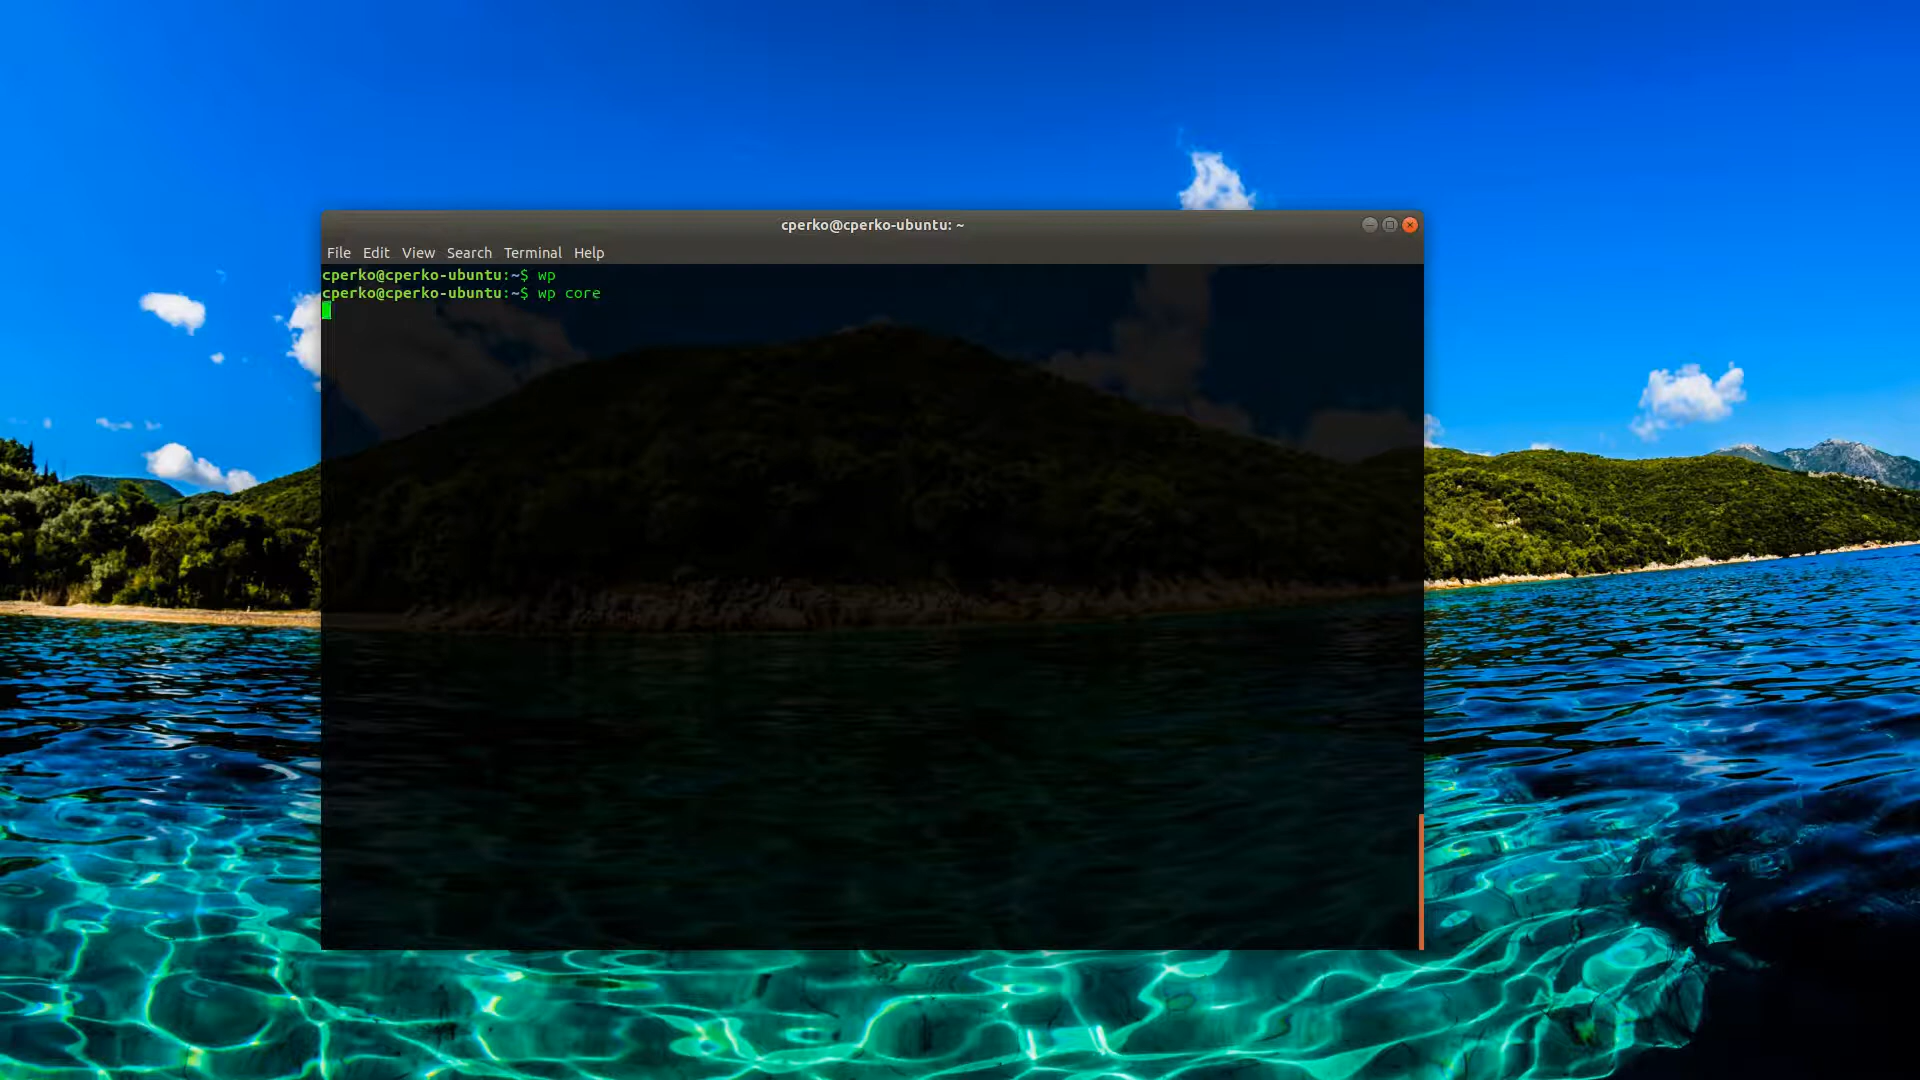 cperko@cperko-ubuntu: ~
File Edit View Search Terminal Help
cperko@cperko-ubuntu:~$ wp
cperko@cperko-ubuntu:~$ wp core